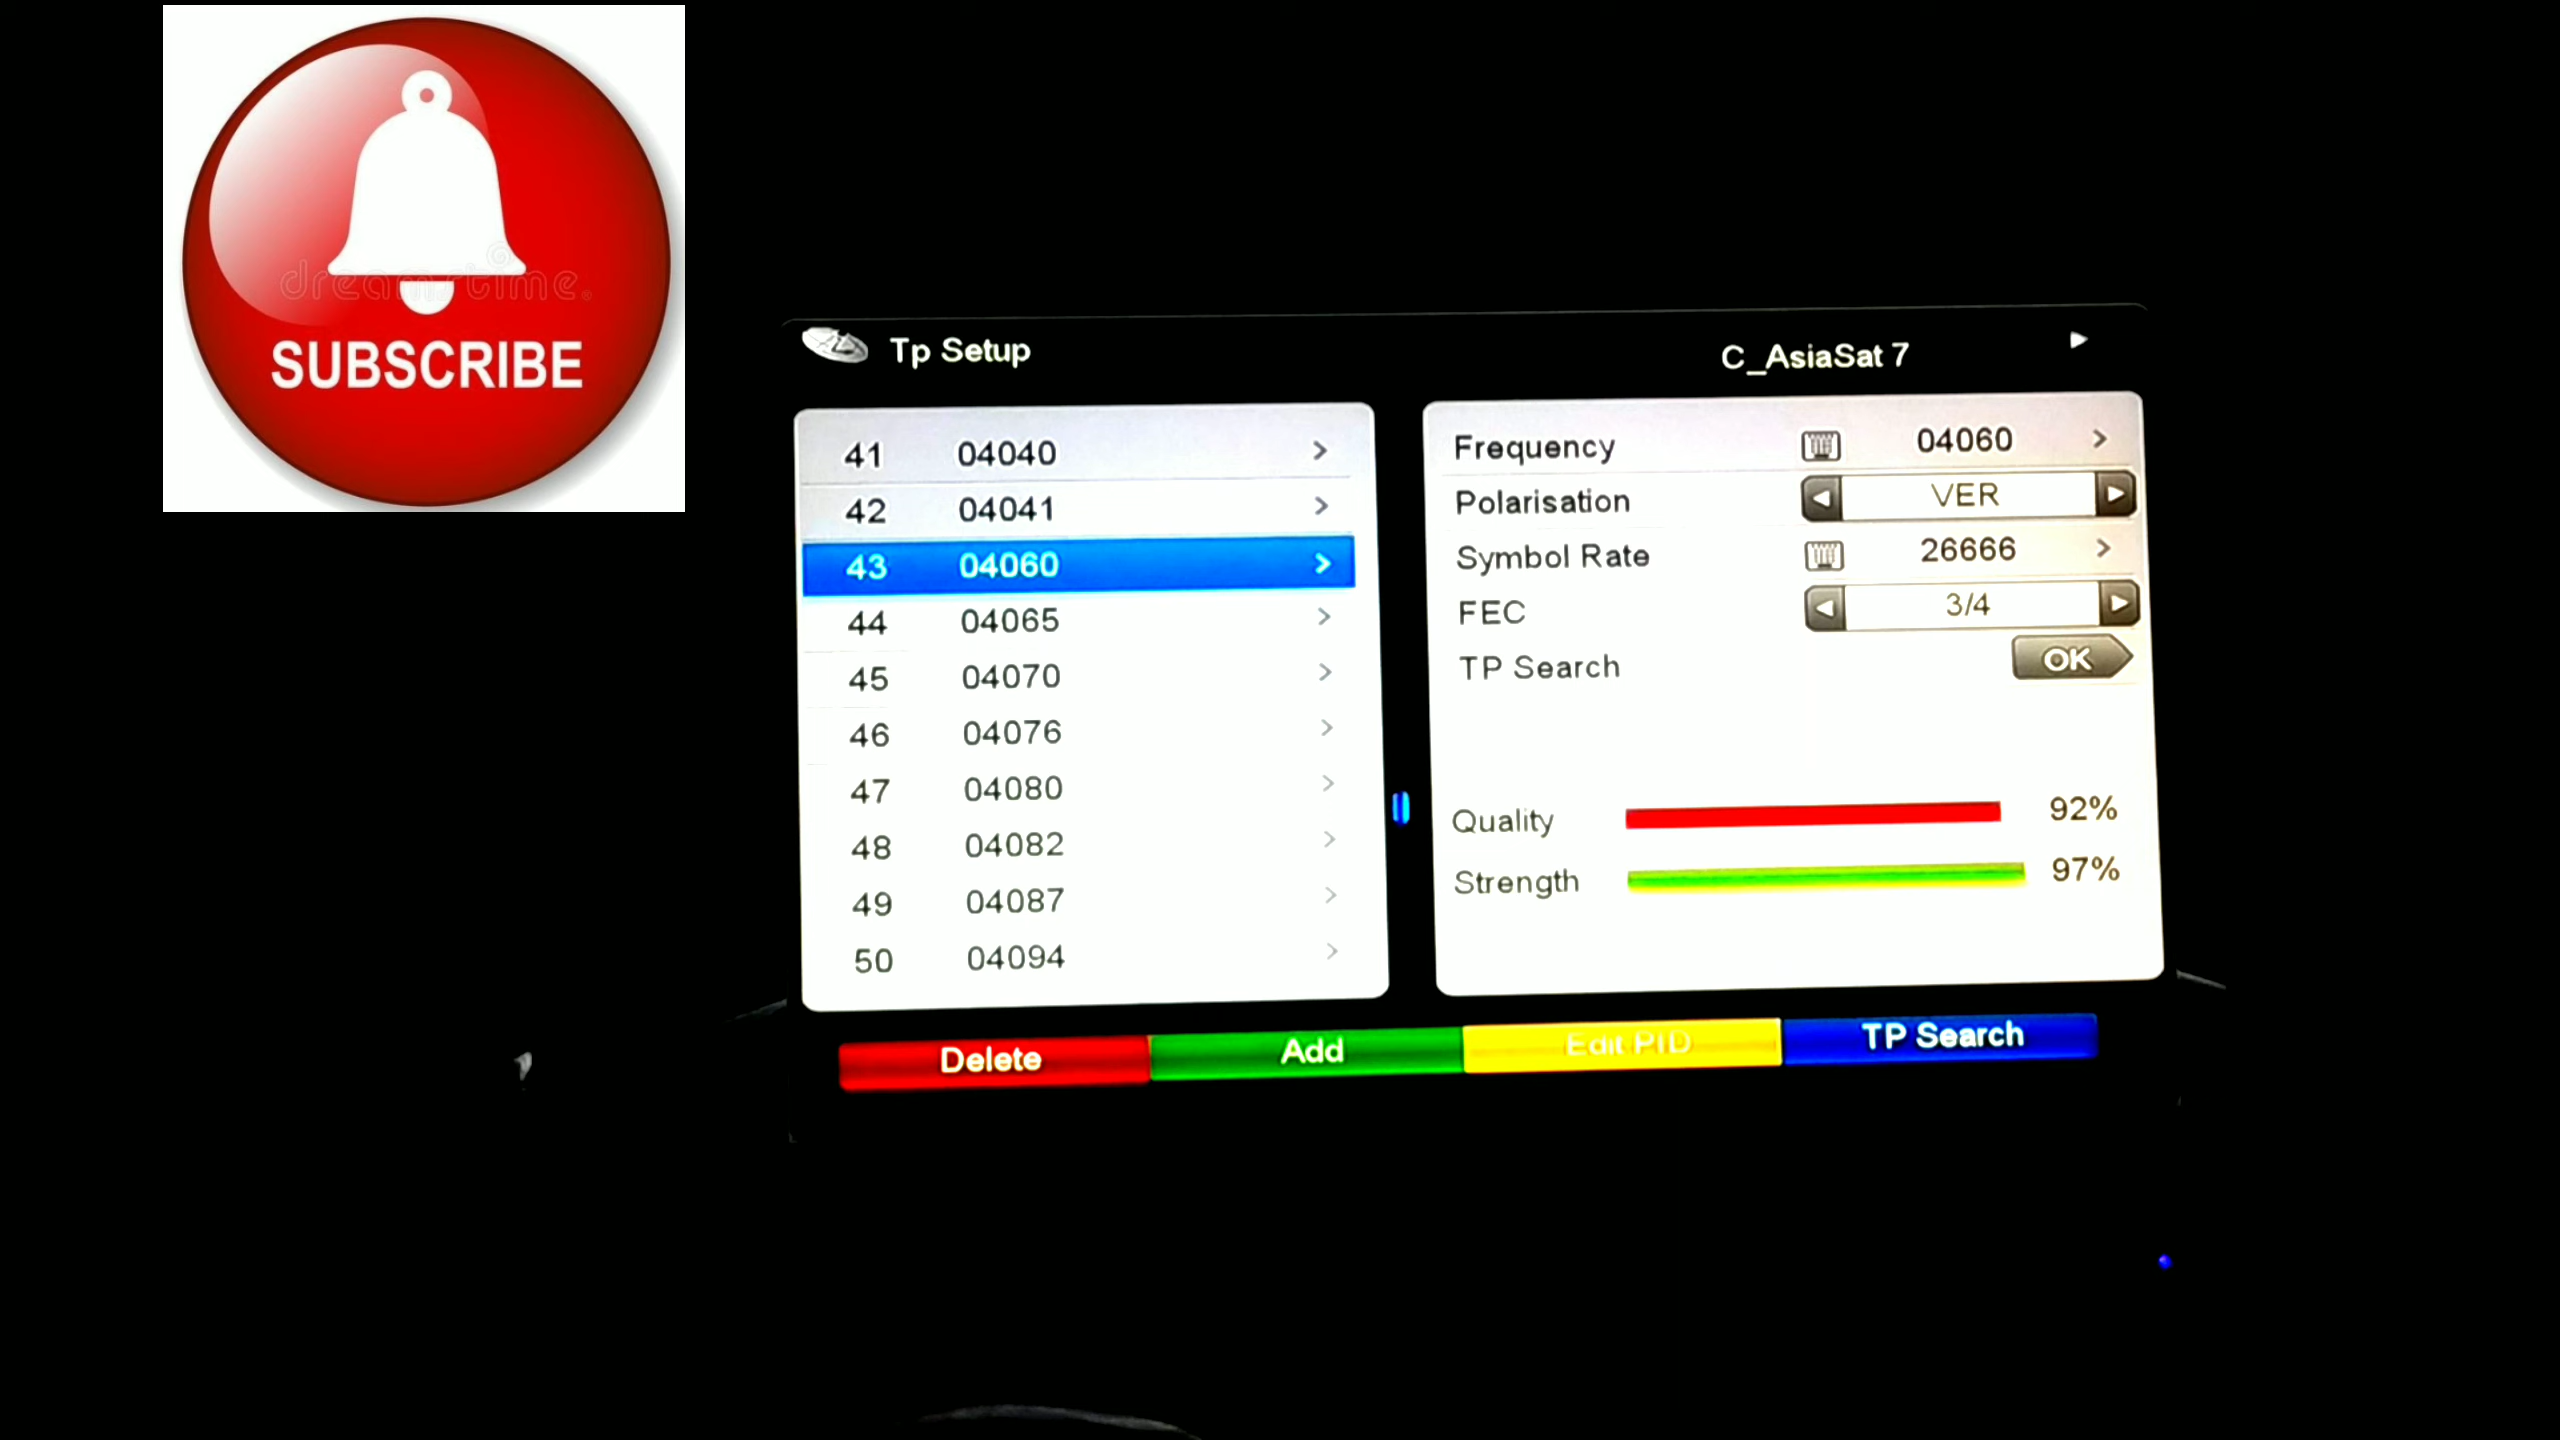 dreamstime.
SUBSCRIBE
Tp Setup
C_AsiaSat 7
41 04040 >
42 04041 >
43 04060 >
44 04065 >
45 04070 >
46 04076 >
47 04080 >
48 04082 >
49 04087 >
50 04094 >
Frequency 04060 >
Polarisation VER
Symbol Rate 26666 >
FEC 3/4
TP Search OK
Quality 92%
Strength 97%
Delete Add Edit PID TP Search